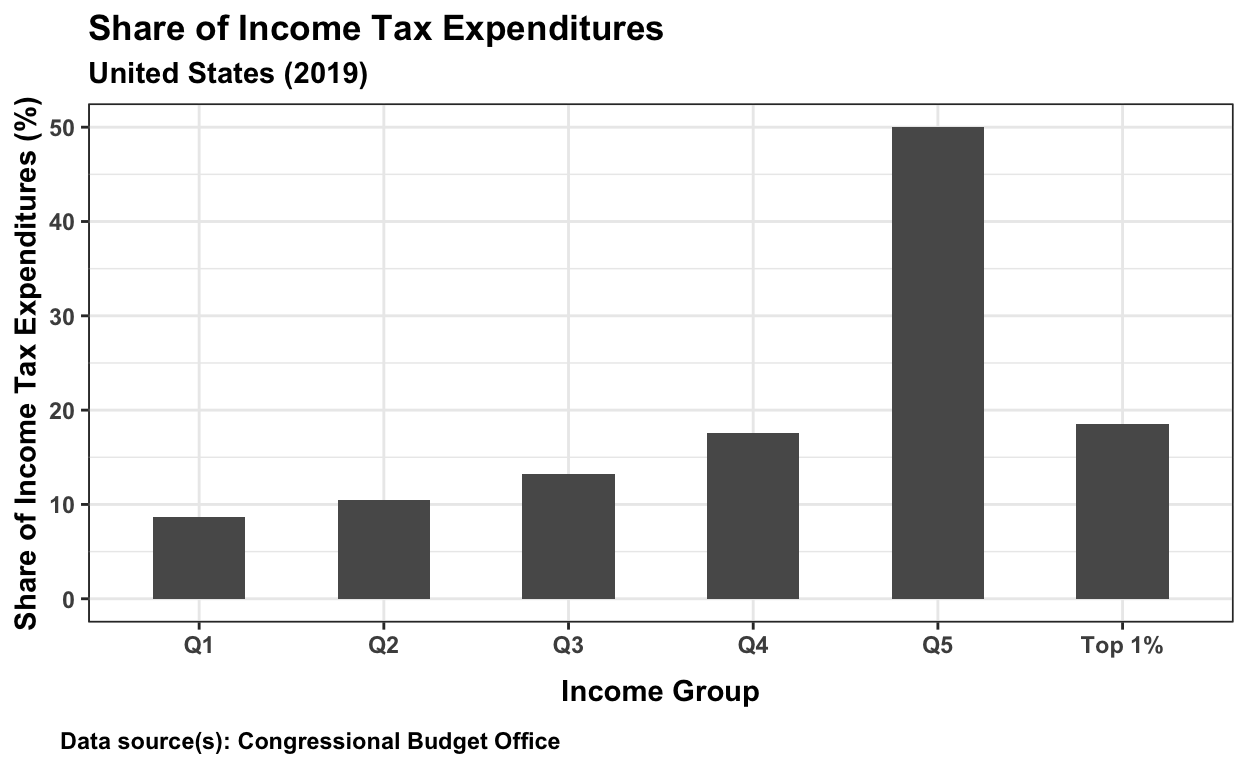 Share of Income Tax Expenditures
United States (2019)
Share of Income Tax Expenditures (%)
50
40
30
20
10
0
Q1 Q2 Q3 Q4 Q5 Top 1%
Income Group
Data source(s): Congressional Budget Office